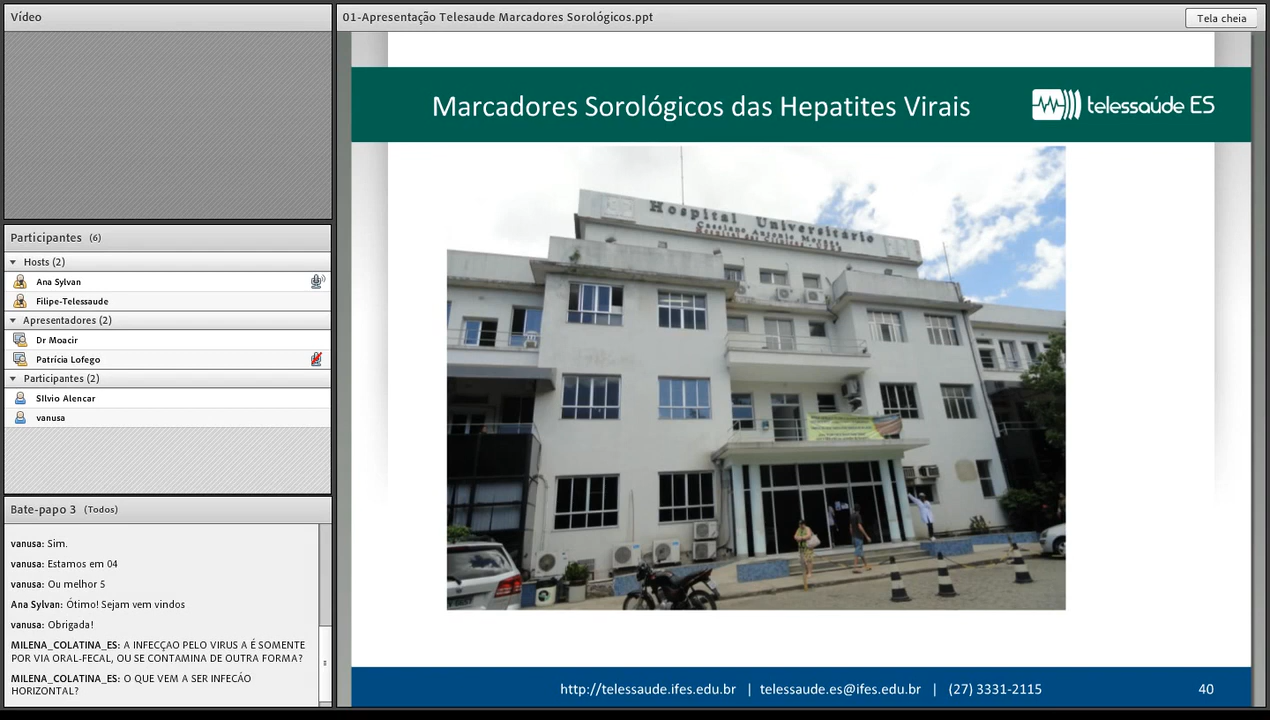 Vídeo
01-Apresentação Telesaude Marcadores Sorológicos.ppt
Tela cheia
Marcadores Sorológicos das Hepatites Virais
telessaúde ES
Hospital Universitário
Cassiano Antonio Moraes
Participantes (6)
Hosts (2)
Ana Sylvan
Filipe-Telessaude
Apresentadores (2)
Dr Moacir
Patrícia Lofego
Participantes (2)
SIlvio Alencar
vanusa
Bate-papo 3 (Todos)
vanusa: Sim.
vanusa: Estamos em 04
vanusa: Ou melhor 5
Ana Sylvan: Ótimo! Sejam vem vindos
vanusa: Obrigada!
MILENA_COLATINA_ES: A INFECÇAO PELO VIRUS A É SOMENTE
POR VIA ORAL-FECAL, OU SE CONTAMINA DE OUTRA FORMA?
MILENA_COLATINA_ES: O QUE VEM A SER INFECÁO
HORIZONTAL?
http://telessaude.ifes.edu.br | telessaude.es@ifes.edu.br | (27) 3331-2115
40